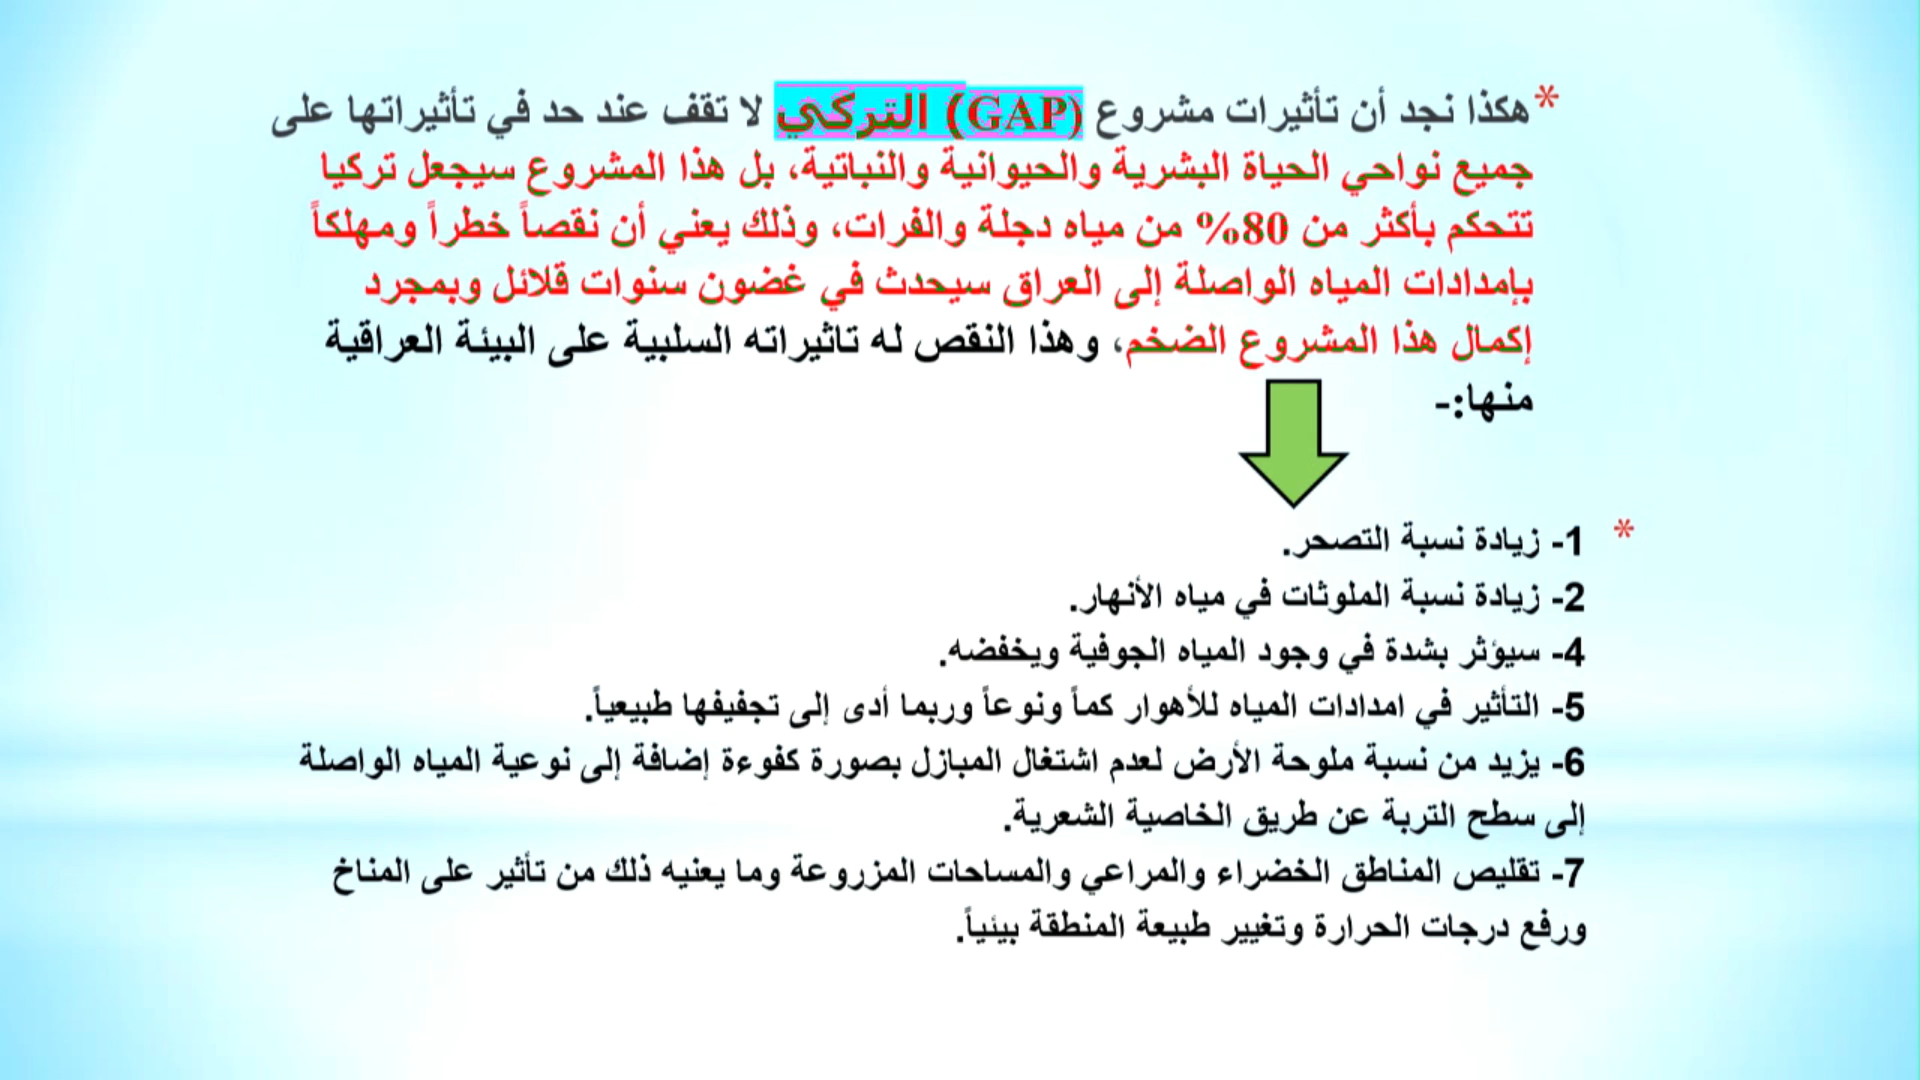 *هكذا نجد أن تأثيرات مشروع (GAP) التركي لا تقف عند حد في تأثيراتها على
جميع نواحي الحياة البشرية والحيوانية والنباتية، بل هذا المشروع سيجعل تركيا
تتحكم بأكثر من 80% من مياه دجلة والفرات، وذلك يعني أن نقصاً خطراً ومهلكاً
بإمدادات المياه الواصلة إلى العراق سيحدث في غضون سنوات قلائل وبمجرد
إكمال هذا المشروع الضخم، وهذا النقص له تاثيراته السلبية على البيئة العراقية
منها:-
* 1- زيادة نسبة التصحر.
2- زيادة نسبة الملوثات في مياه الأنهار.
4- سيؤثر بشدة في وجود المياه الجوفية ويخفضه.
5- التأثير في امدادات المياه للأهوار كماً ونوعاً وربما أدى إلى تجفيفها طبيعياً.
6- يزيد من نسبة ملوحة الأرض لعدم اشتغال المبازل بصورة كفوءة إضافة إلى نوعية المياه الواصلة
إلى سطح التربة عن طريق الخاصية الشعرية.
7- تقليص المناطق الخضراء والمراعي والمساحات المزروعة وما يعنيه ذلك من تأثير على المناخ
ورفع درجات الحرارة وتغيير طبيعة المنطقة بيئياً.